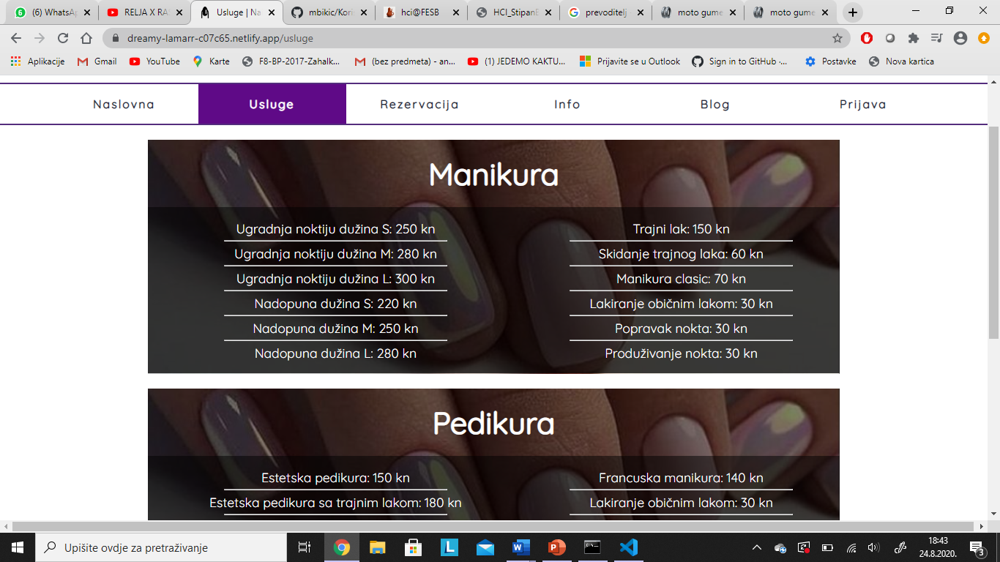 (6) WhatsAp
RELJA X RA
Usluge | Na
mbikic/Kori
hci@FESB
HCI_Stipan
prevoditelj
moto gume
moto gume
dreamy-lamarr-c07c65.netlify.app/usluge
Aplikacije
Gmail
YouTube
Karte
F8-BP-2017-Zahalk...
(bez predmeta) - an...
(1) JEDEMO KAKTU...
Prijavite se u Outlook
Sign in to GitHub ·...
Postavke
Nova kartica
Naslovna
Usluge
Rezervacija
Info
Blog
Prijava
Manikura
Ugradnja noktiju dužina S: 250 kn
Ugradnja noktiju dužina M: 280 kn
Ugradnja noktiju dužina L: 300 kn
Nadopuna dužina S: 220 kn
Nadopuna dužina M: 250 kn
Nadopuna dužina L: 280 kn
Trajni lak: 150 kn
Skidanje trajnog laka: 60 kn
Manikura clasic: 70 kn
Lakiranje običnim lakom: 30 kn
Popravak nokta: 30 kn
Produživanje nokta: 30 kn
Pedikura
Estetska pedikura: 150 kn
Estetska pedikura sa trajnim lakom: 180 kn
Francuska manikura: 140 kn
Lakiranje običnim lakom: 30 kn
Upišite ovdje za pretraživanje
18:43
24.8.2020.
3